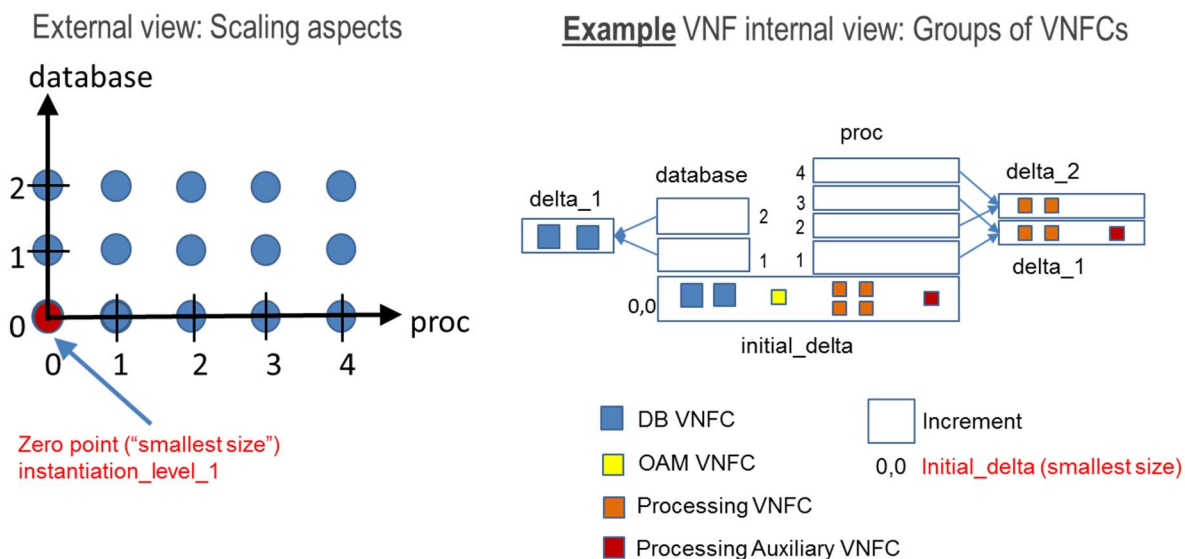 External view: Scaling aspects
Example VNF internal view: Groups of VNFCs
database
2
1
0
0
1
2
3
4
proc
Zero point (“smallest size”)
instantiation_level_1
proc
database
delta_1
4
3
2
1
2
1
delta_2
delta_1
0,0
initial_delta
DB VNFC
OAM VNFC
Processing VNFC
Processing Auxiliary VNFC
Increment
0,0 Initial_delta (smallest size)